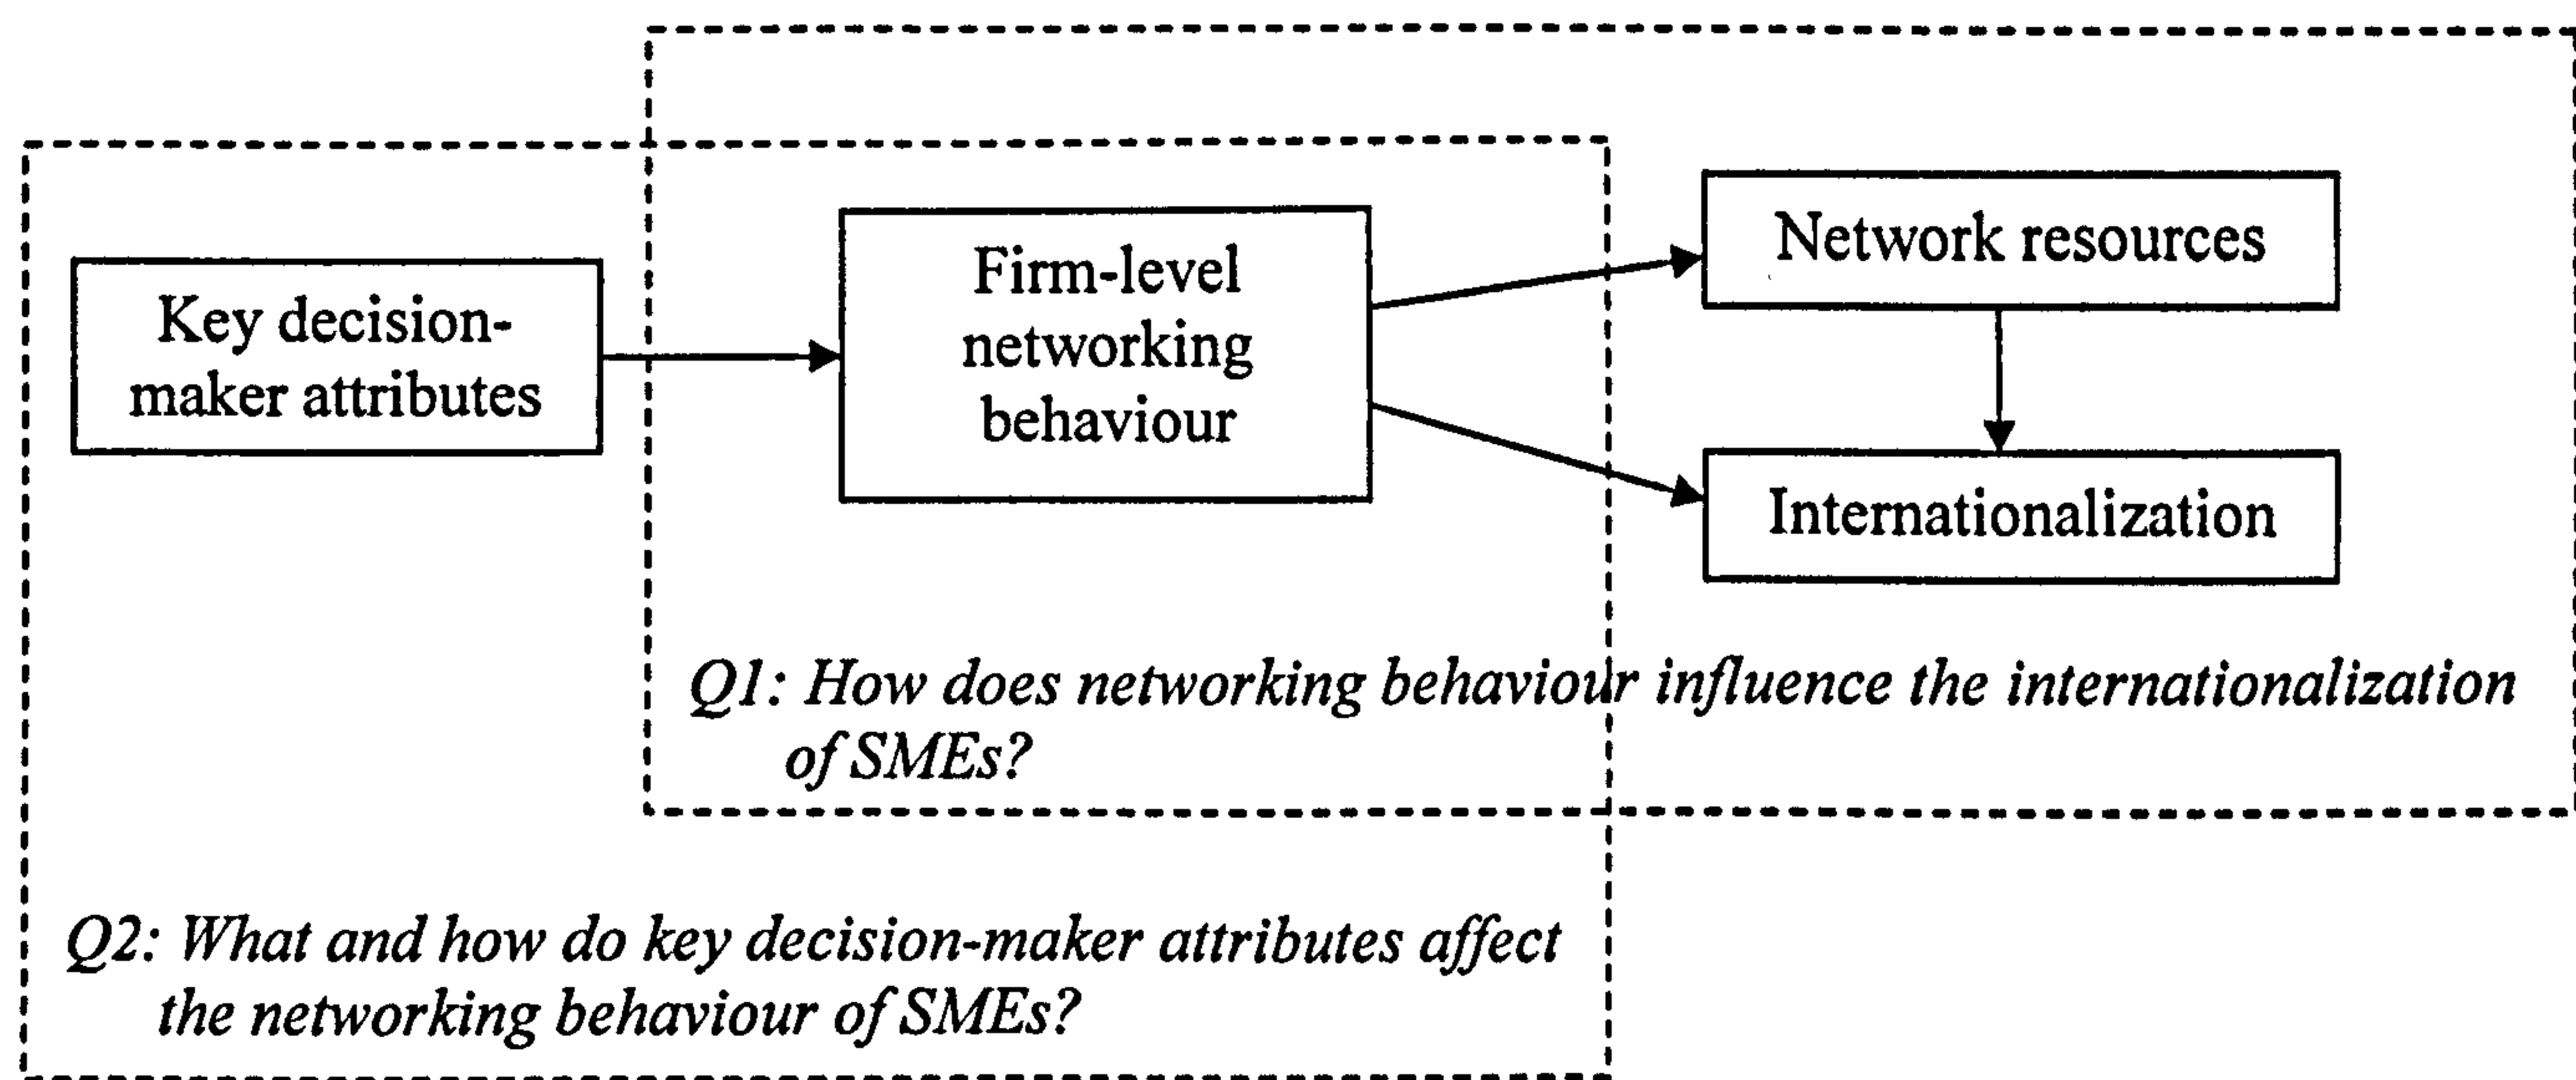 Key decision-
maker attributes
Firm-level
networking
behaviour
Network resources
Internationalization
Q1: How does networking behaviour influence the internationalization
of SMEs?
Q2: What and how do key decision-maker attributes affect
the networking behaviour of SMEs?